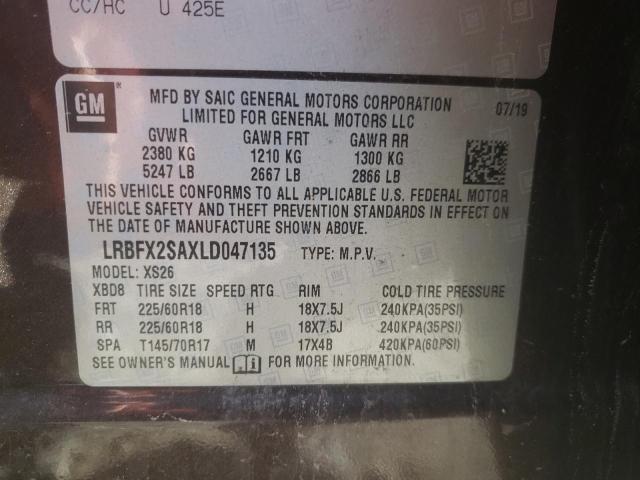 CC/HC U 425E
GM
MFD BY SAIC GENERAL MOTORS CORPORATION
LIMITED FOR GENERAL MOTORS LLC
07/19
GVWR GAWR FRT GAWR RR
2380 KG 1210 KG 1300 KG
5247 LB 2667 LB 2866 LB
THIS VEHICLE CONFORMS TO ALL APPLICABLE U.S. FEDERAL MOTOR
VEHICLE SAFETY AND THEFT PREVENTION STANDARDS IN EFFECT ON
THE DATE OF MANUFACTURE SHOWN ABOVE.
LRBFX2SAXLD047135 TYPE: M.P.V.
MODEL: XS26
XBD8 TIRE SIZE SPEED RTG RIM COLD TIRE PRESSURE
FRT 225/60R18 H 18X7.5J 240KPA(35PSI)
RR 225/60R18 H 18X7.5J 240KPA(35PSI)
SPA T145/70R17 M 17X4B 420KPA(60PSI)
SEE OWNER'S MANUAL FOR MORE INFORMATION.